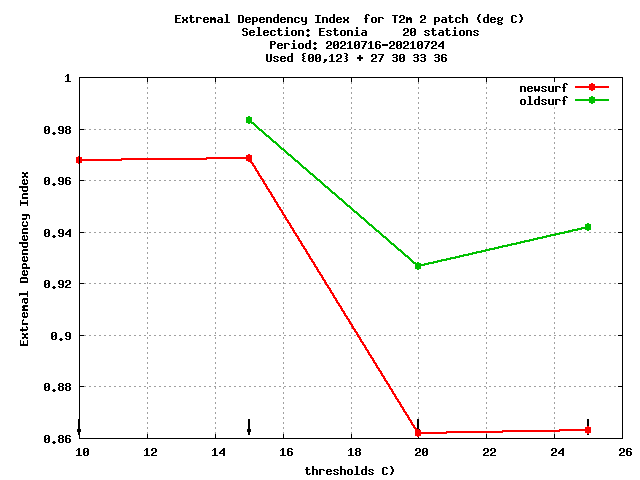 Extremal Dependency Index  for T2m 2 patch (deg C)
Selection: Estonia     20 stations
Period: 20210716-20210724
Used {00,12} + 27 30 33 36
newsurf
oldsurf
Extremal Dependency Index
1
0.98
0.96
0.94
0.92
0.9
0.88
0.86
10 12 14 16 18 20 22 24 26
thresholds C)